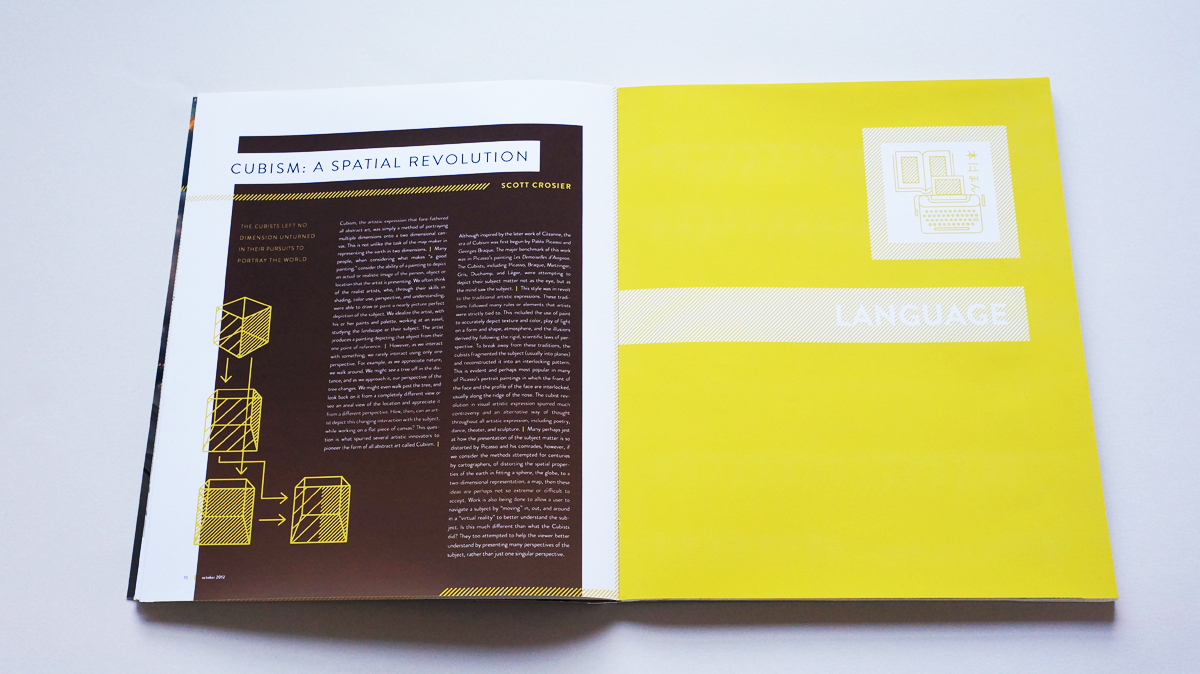 CUBISM: A SPATIAL REVOLUTION
SCOTT CROSIER
THE CUBISTS LEFT NO
DIMENSION UNTURNED
IN THEIR PURSUITS TO
PORTRAY THE WORLD
Cubism, the artistic expression that fore fathered
all abstract art, was simply a method of portraying
multiple dimensions onto a two dimensional can-
vas. This is not unlike the task of the map maker in
representing the earth in two dimensions. | Many
people, when considering what makes "a good
painting," consider the ability of a painting to depict
an actual or realistic image of the person, object or
location that the artist is presenting. We often think
of the realist artists, who, through their skills in
shading, color use, perspective, and understanding,
were able to draw or paint a nearly picture perfect
depiction of the subject. We idealize the artist, with
his or her paints and palette, working at an easel,
studying the landscape or their subject. The artist
produces a painting depicting that object from their
one point of reference. | However, as we interact
with something, we rarely interact using only one
perspective. For example, as we appreciate nature,
we walk around. We might see a tree off in the dis-
tance, and as we approach it, our perspective of the
tree changes. We might even walk past the tree, and
look back on it from a completely different view or
see an areal view of the location and appreciate it
from a different perspective. How, then, can an art-
ist depict this changing interaction with the subject,
while working on a flat piece of canvas? This ques-
tion is what spurred several artistic innovators to
pioneer the form of all abstract art called Cubism. |
Although inspired by the later work of Cézanne, the
era of Cubism was first begun by Pablo Picasso and
Georges Braque. The major benchmark of this work
was in Picasso's painting Les Demoiselles d'Avignon.
The Cubists, including Picasso, Braque, Metzinger,
Gris, Duchamp, and Léger, were attempting to
depict their subject matter not as the eye, but as
the mind saw the subject. | This style was in revolt
to the traditional artistic expressions. These tradi-
tions followed many rules or elements that artists
were strictly tied to. This included the use of paint
to accurately depict texture and color, play of light
on a form and shape, atmosphere, and the illusions
derived by following the rigid, scientific laws of per-
spective. To break away from these traditions, the
cubists fragmented the subject (usually into planes)
and reconstructed it into an interlocking pattern.
This is evident and perhaps most popular in many
of Picasso's portrait paintings in which the front of
the face and the profile of the face are interlocked,
usually along the ridge of the nose. The cubist rev-
olution in visual artistic expression spurred much
controversy and an alternative way of thought
throughout all artistic expression, including poetry,
dance, theater, and sculpture. | Many perhaps jest
at how the presentation of the subject matter is so
distorted by Picasso and his comrades, however, if
we consider the methods attempted for centuries
by cartographers, of distorting the spatial proper-
ties of the earth in fitting a sphere, the globe, to a
two-dimensional representation, a map, then these
ideas are perhaps not so extreme or difficult to
accept. Work is also being done to allow a user to
navigate a subject by "moving" in, out, and around
in a "virtual reality" to better understand the sub-
ject. Is this much different than what the Cubists
did? They too attempted to help the viewer better
understand by presenting many perspectives of the
subject, rather than just one singular perspective.
october 2012
LANGUAGE